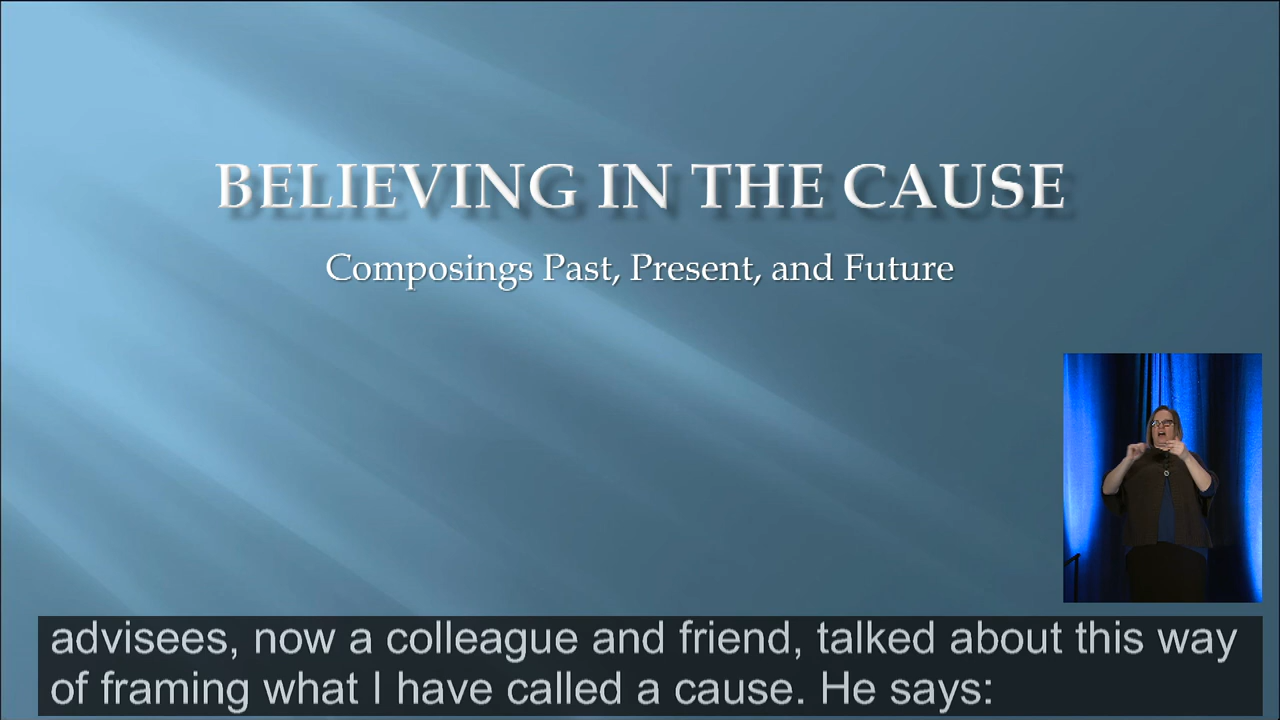 BELIEVING IN THE CAUSE
Composings Past, Present, and Future
advisees, now a colleague and friend, talked about this way
of framing what I have called a cause. He says: